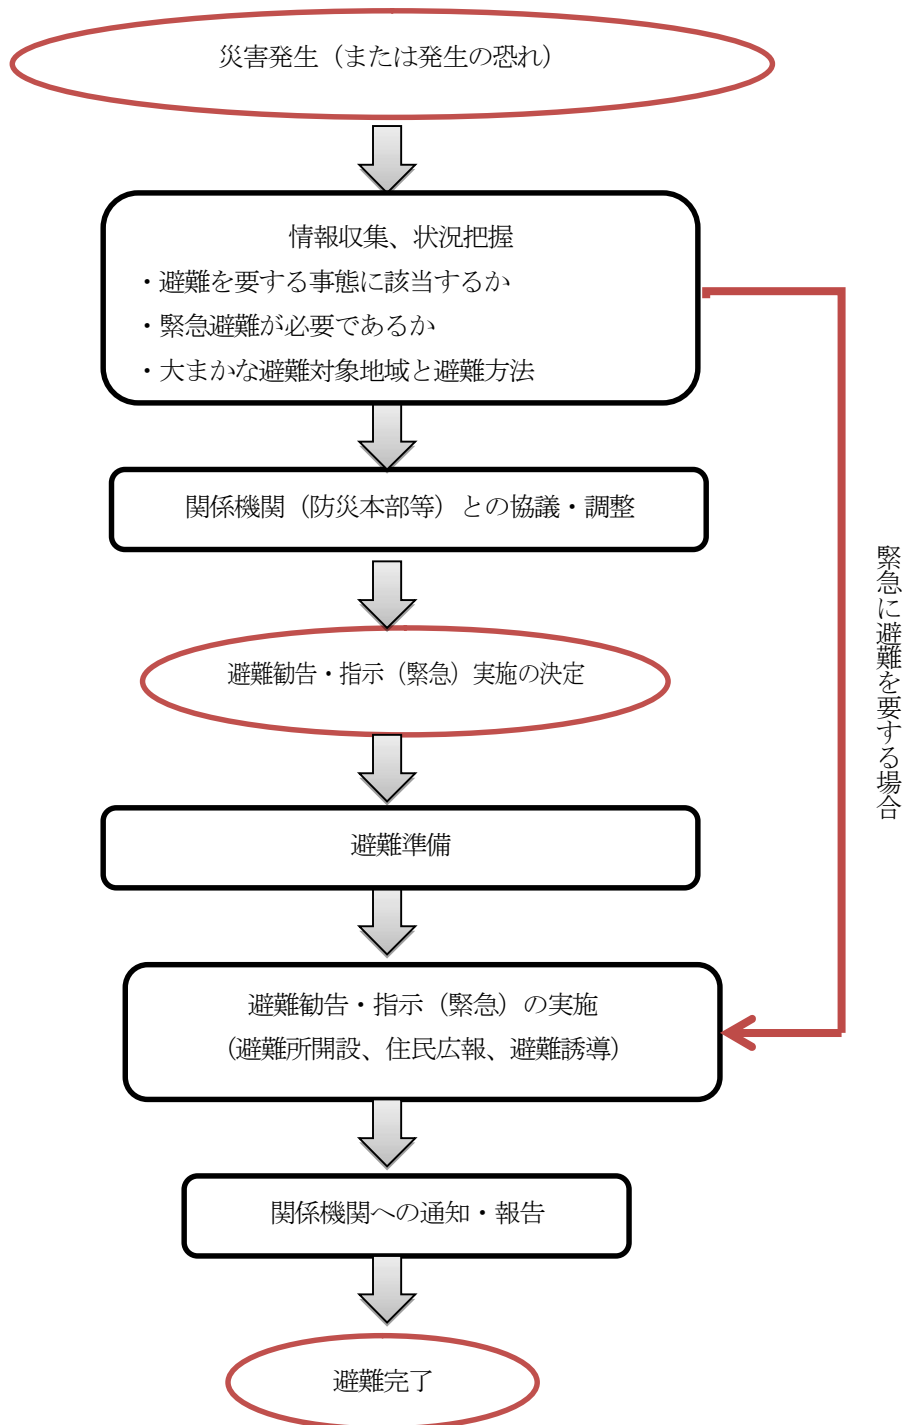 災害発生（または発生の恐れ）
情報収集、状況把握
・避難を要する事態に該当するか
・緊急避難が必要であるか
・大まかな避難対象地域と避難方法
関係機関（防災本部等）との協議・調整
避難勧告・指示（緊急）実施の決定
緊急に避難を要する場合
避難準備
避難勧告・指示（緊急）の実施
（避難所開設、住民広報、避難誘導）
関係機関への通知・報告
避難完了